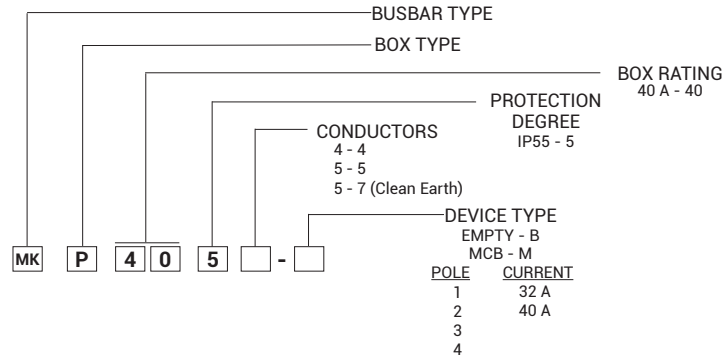 BUSBAR TYPE
BOX TYPE
BOX RATING
40 A - 40
PROTECTION
DEGREE
IP55 - 5
CONDUCTORS
4 - 4
5 - 5
5 - 7 (Clean Earth)
DEVICE TYPE
EMPTY - B
MCB - M
POLE CURRENT
1 32 A
2 40 A
3
4
MK P 4 0 5 -